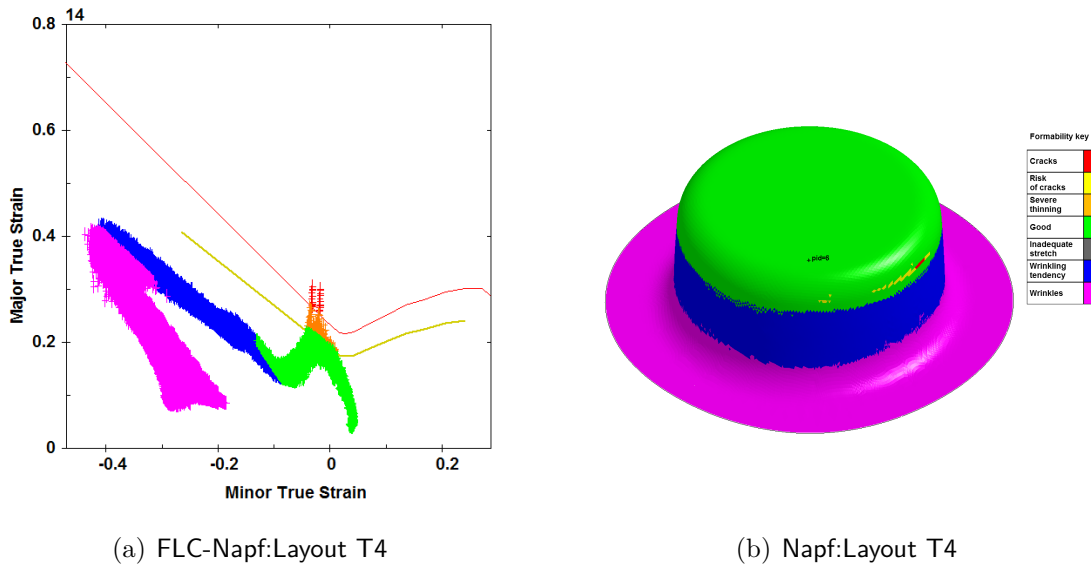 14
0.8
0.6
0.4
0.2
0
-0.4
-0.2
0
0.2
Major True Strain
Minor True Strain
pid=6
Formability key
Cracks
Risk
of cracks
Severe
thinning
Good
Inadequate
stretch
Wrinkling
tendency
Wrinkles
(a) FLC-Napf:Layout T4
(b) Napf:Layout T4